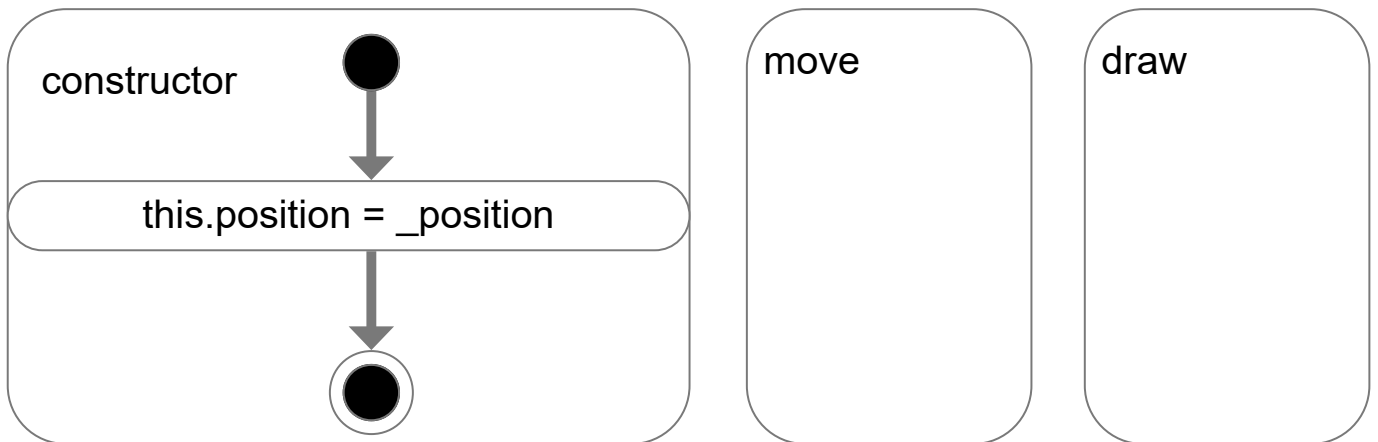 constructor
this.position = _position
move
draw